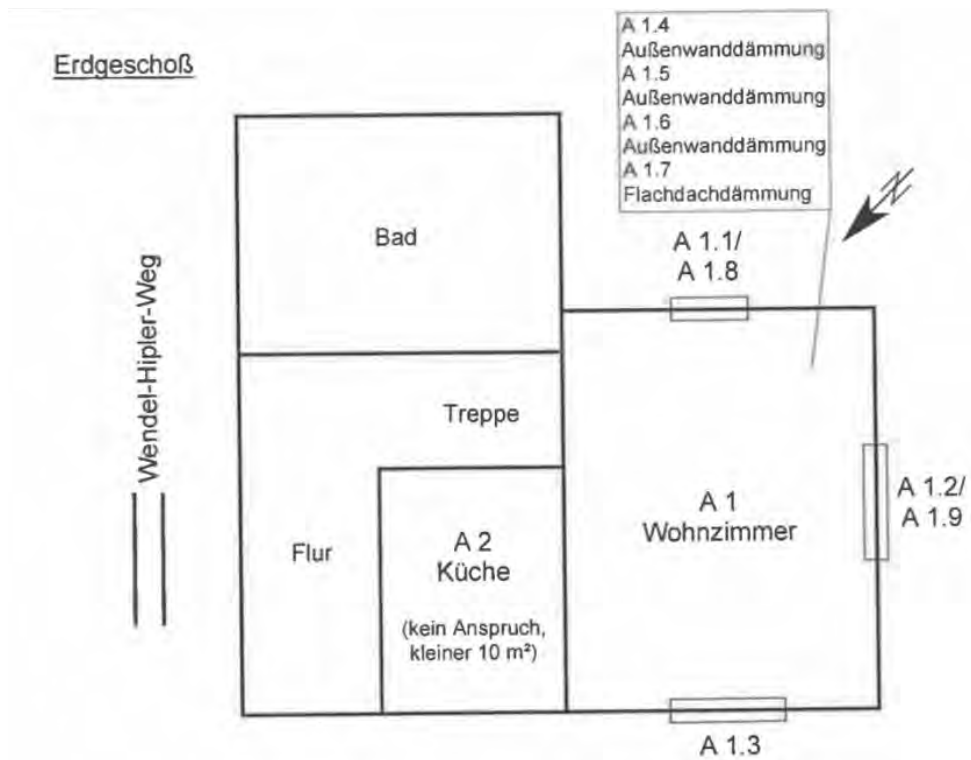 Erdgeschoß
A 1.4
Außenwanddämmung
A 1.5
Außenwanddämmung
A 1.6
Außenwanddämmung
A 1.7
Flachdachdämmung
N
Bad
A 1.1/
A 1.8
Wendel-Hipler-Weg
Treppe
A 1
Wohnzimmer
A 1.2/
A 1.9
Flur
A 2
Küche
(kein Anspruch,
kleiner 10 m²)
A 1.3